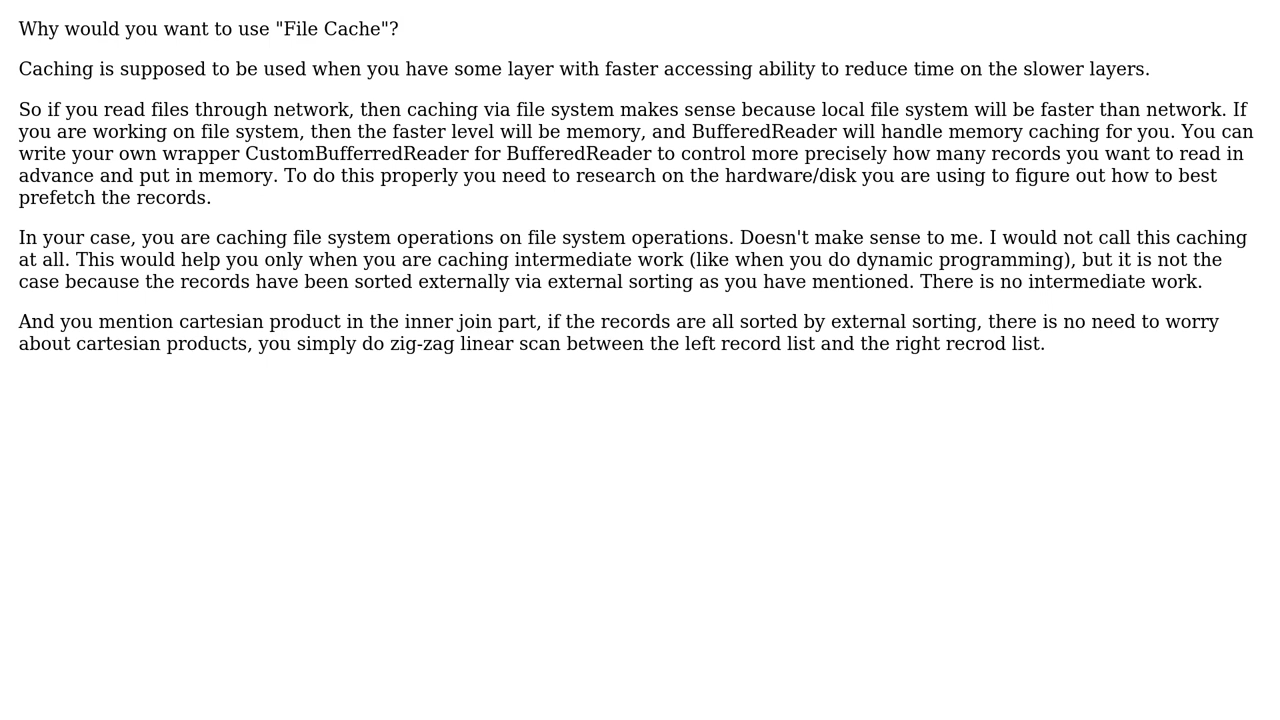 Why would you want to use "File Cache"?
Caching is supposed to be used when you have some layer with faster accessing ability to reduce time on the slower layers.
So if you read files through network, then caching via file system makes sense because local file system will be faster than network. If
you are working on file system, then the faster level will be memory, and BufferedReader will handle memory caching for you. You can
write your own wrapper CustomBufferredReader for BufferedReader to control more precisely how many records you want to read in
advance and put in memory. To do this properly you need to research on the hardware/disk you are using to figure out how to best
prefetch the records.
In your case, you are caching file system operations on file system operations. Doesn't make sense to me. I would not call this caching
at all. This would help you only when you are caching intermediate work (like when you do dynamic programming), but it is not the
case because the records have been sorted externally via external sorting as you have mentioned. There is no intermediate work.
And you mention cartesian product in the inner join part, if the records are all sorted by external sorting, there is no need to worry
about cartesian products, you simply do zig-zag linear scan between the left record list and the right recrod list.